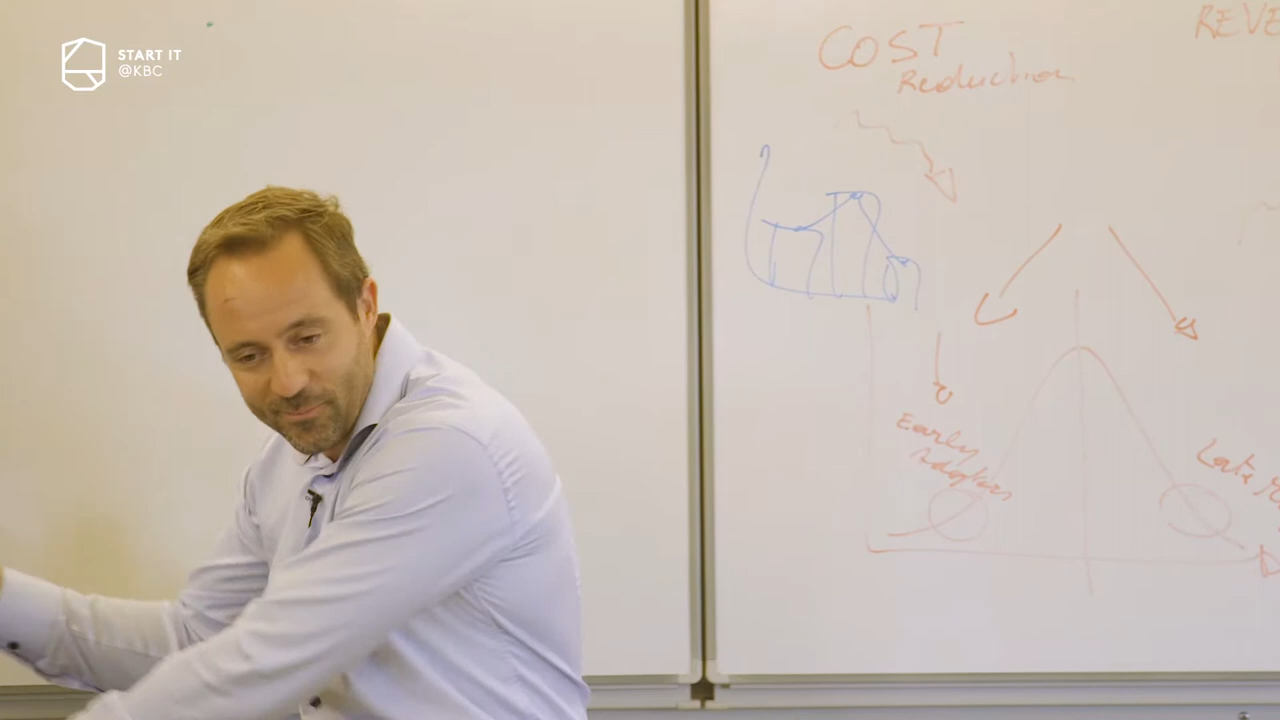 START IT
@KBC
COST
Reduction
REVE
Early
Adopters
Late